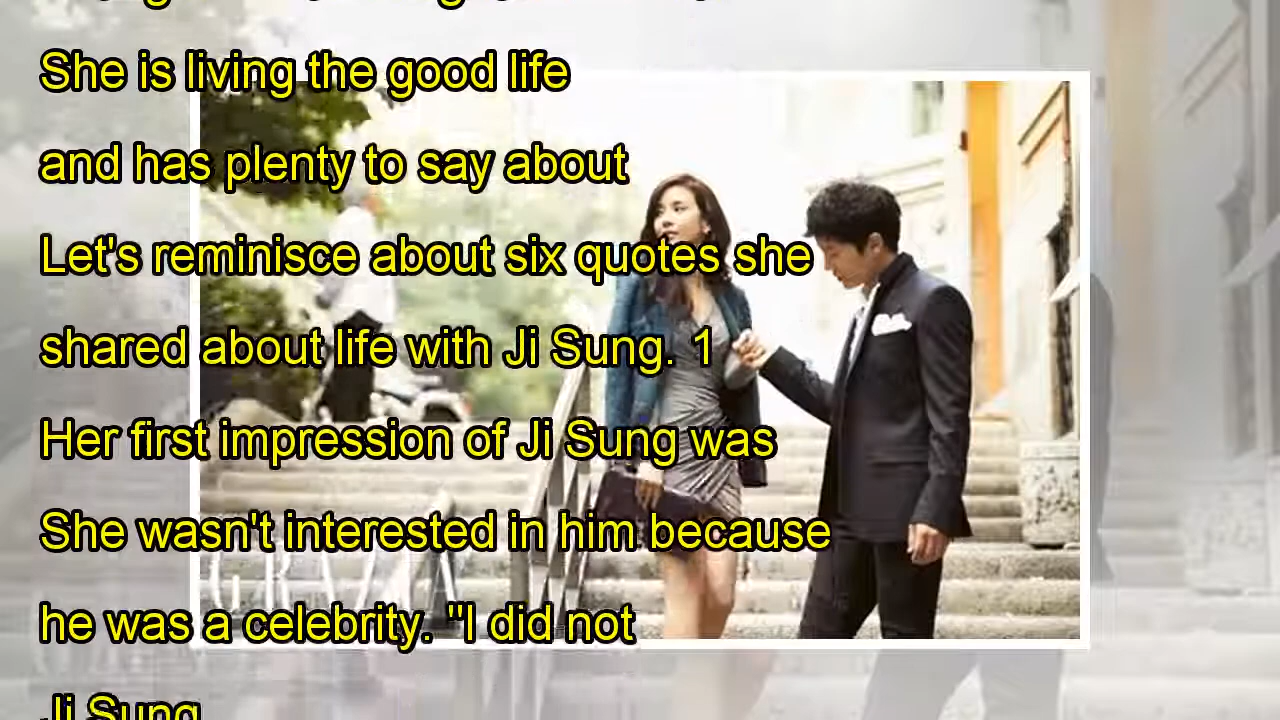 She is living the good life
and has plenty to say about
Let's reminisce about six quotes she
shared about life with Ji Sung. 1
Her first impression of Ji Sung was
She wasn't interested in him because
he was a celebrity. "I did not
Ji Sung